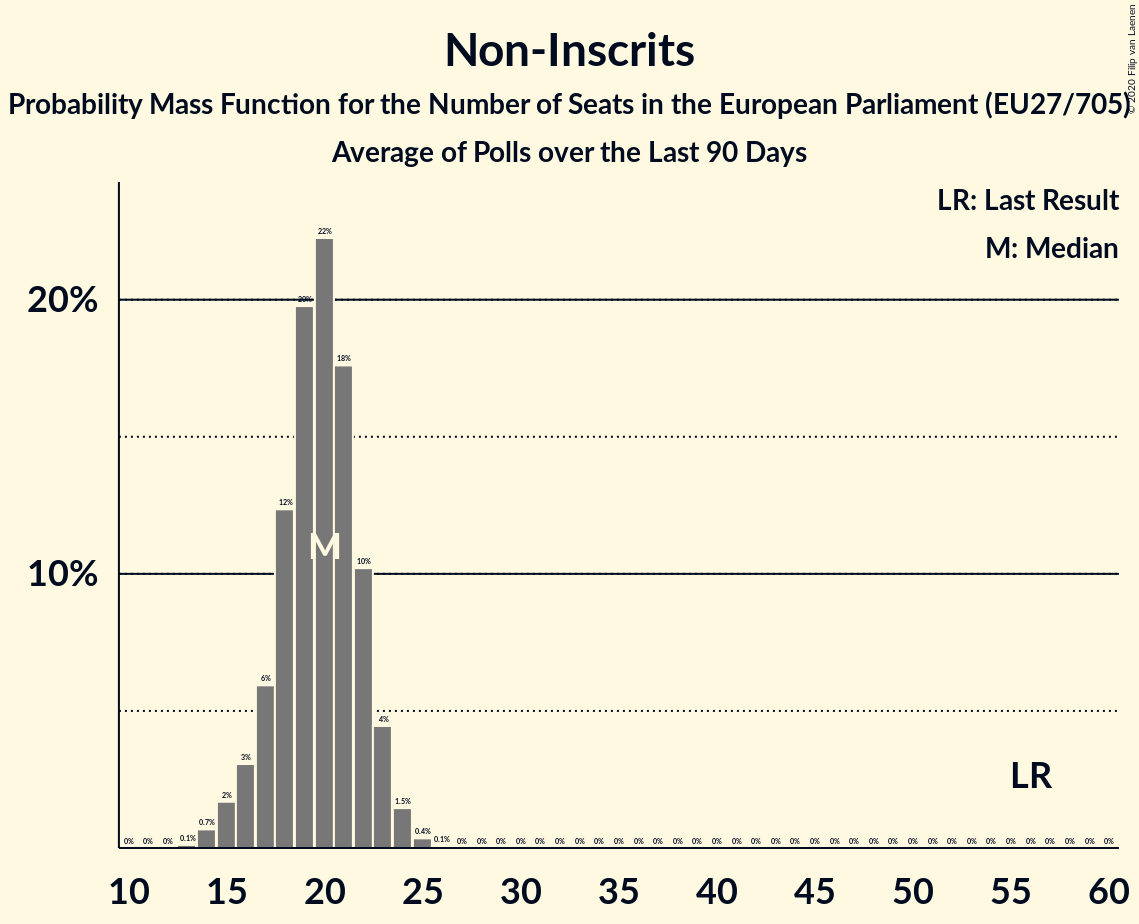 Non-Inscrits
Probability Mass Function for the Number of Seats in the European Parliament (EU27/705)
Average of Polls over the Last 90 Days
© 2020 Filip van Laenen
LR: Last Result
M: Median
20%
10%
0% 0% 0% 0.1% 0.7% 2% 3% 6% 12% 20% 22% 18% 10% 4% 1.5% 0.4% 0.1% 0% 0% 0% 0% 0% 0% 0% 0% 0% 0% 0% 0% 0% 0% 0% 0% 0% 0% 0% 0% 0% 0% 0% 0% 0% 0% 0% 0% 0% 0% 0% 0% 0% 0%
M
LR
10 15 20 25 30 35 40 45 50 55 60